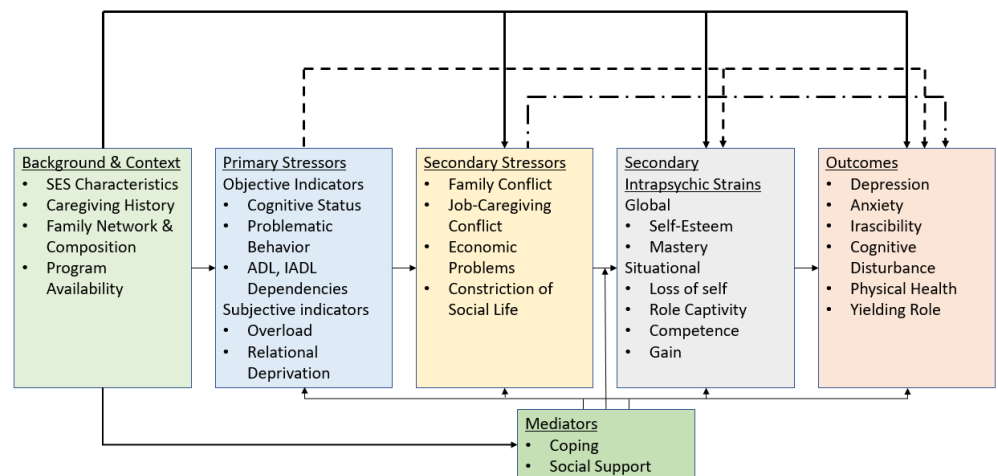 Background & Context
• SES Characteristics
• Caregiving History
• Family Network &
Composition
• Program
Availability
Primary Stressors
Objective Indicators
• Cognitive Status
• Problematic
Behavior
• ADL, IADL
Dependencies
Subjective indicators
• Overload
• Relational
Deprivation
Secondary Stressors
• Family Conflict
• Job-Caregiving
Conflict
• Economic
Problems
• Constriction of
Social Life
Secondary
Intrapsychic Strains
Global
• Self-Esteem
• Mastery
Situational
• Loss of self
• Role Captivity
• Competence
• Gain
Outcomes
• Depression
• Anxiety
• Irascibility
• Cognitive
Disturbance
• Physical Health
• Yielding Role
Mediators
• Coping
• Social Support